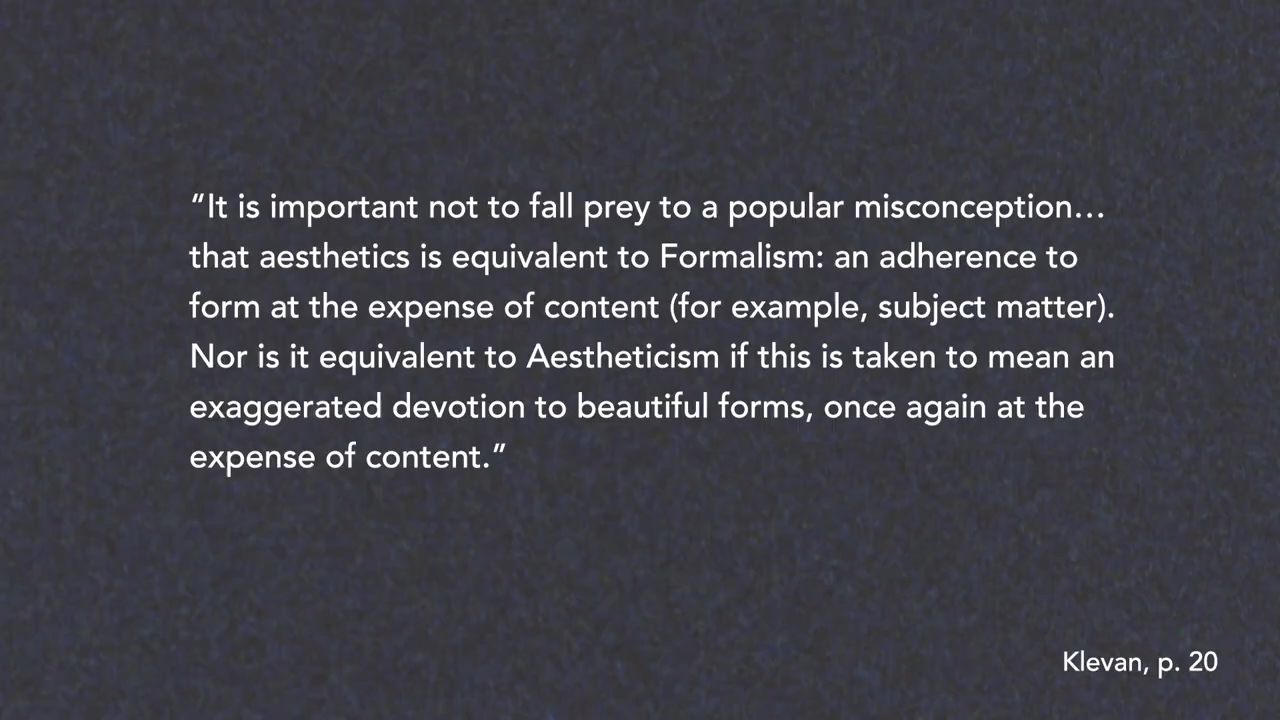 “It is important not to fall prey to a popular misconception…
that aesthetics is equivalent to Formalism: an adherence to
form at the expense of content (for example, subject matter).
Nor is it equivalent to Aestheticism if this is taken to mean an
exaggerated devotion to beautiful forms, once again at the
expense of content.”
Klevan, p. 20